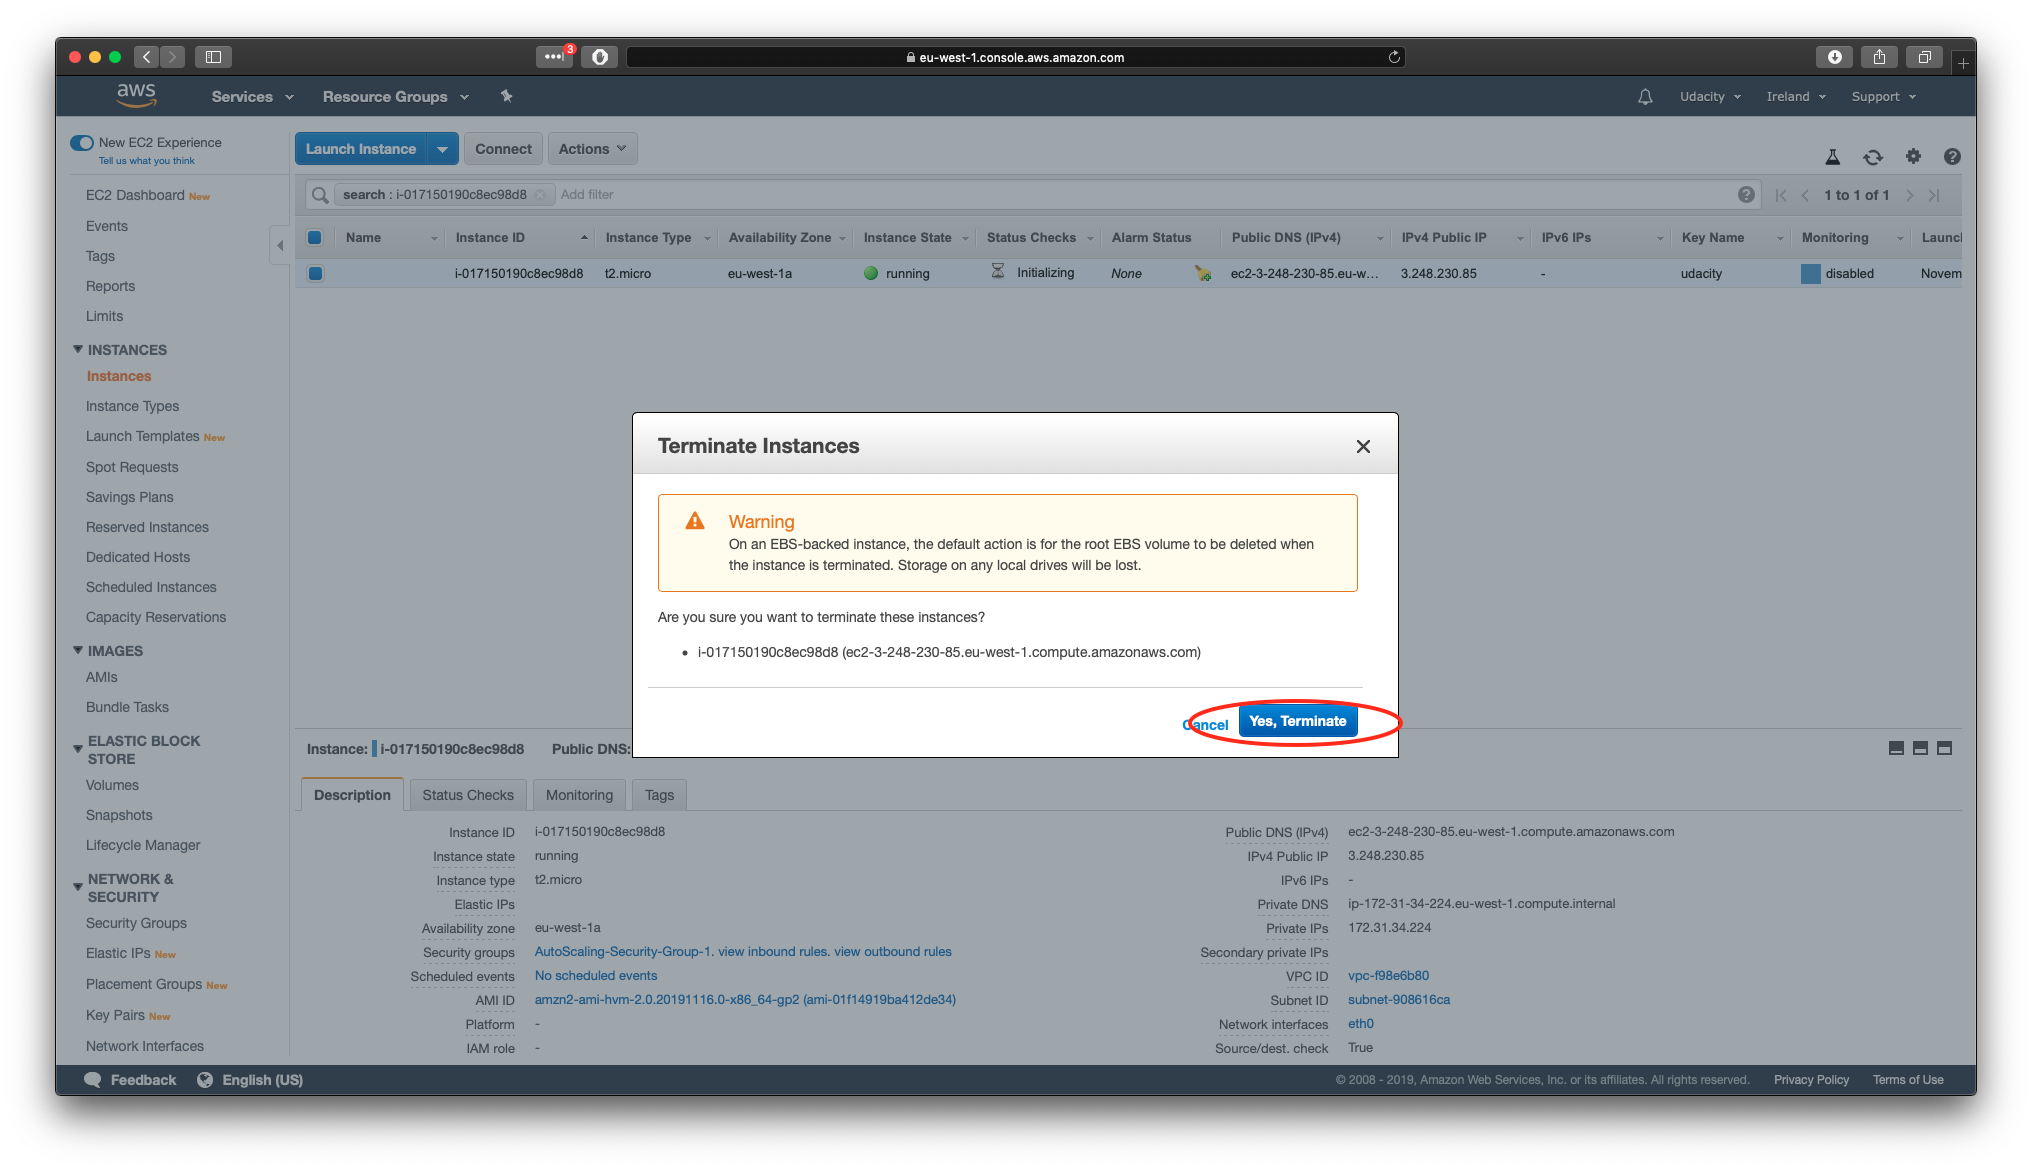 3
eu-west-1.console.aws.amazon.com
aws
Services
Resource Groups
Udacity
Ireland
Support
New EC2 Experience
Tell us what you think
EC2 Dashboard New
Events
Tags
Reports
Limits
INSTANCES
Instances
Instance Types
Launch Templates New
Spot Requests
Savings Plans
Reserved Instances
Dedicated Hosts
Scheduled Instances
Capacity Reservations
IMAGES
AMIs
Bundle Tasks
ELASTIC BLOCK
STORE
Volumes
Snapshots
Lifecycle Manager
NETWORK &
SECURITY
Security Groups
Elastic IPs New
Placement Groups New
Key Pairs New
Network Interfaces
Launch Instance
Connect
Actions
search : i-017150190c8ec98d8
Add filter
1 to 1 of 1
Name
Instance ID
Instance Type
Availability Zone
Instance State
Status Checks
Alarm Status
Public DNS (IPv4)
IPv4 Public IP
IPv6 IPs
Key Name
Monitoring
Launcl
i-017150190c8ec98d8
t2.micro
eu-west-1a
running
Initializing
None
ec2-3-248-230-85.eu-w...
3.248.230.85
-
udacity
disabled
Novem
Terminate Instances
Warning
On an EBS-backed instance, the default action is for the root EBS volume to be deleted when
the instance is terminated. Storage on any local drives will be lost.
Are you sure you want to terminate these instances?
• i-017150190c8ec98d8 (ec2-3-248-230-85.eu-west-1.compute.amazonaws.com)
Cancel
Yes, Terminate
Instance: i-017150190c8ec98d8
Public DNS:
Description
Status Checks
Monitoring
Tags
Instance ID i-017150190c8ec98d8
Instance state running
Instance type t2.micro
Elastic IPs
Availability zone eu-west-1a
Security groups AutoScaling-Security-Group-1. view inbound rules. view outbound rules
Scheduled events No scheduled events
AMI ID amzn2-ami-hvm-2.0.20191116.0-x86_64-gp2 (ami-01f14919ba412de34)
Platform -
IAM role -
Public DNS (IPv4) ec2-3-248-230-85.eu-west-1.compute.amazonaws.com
IPv4 Public IP 3.248.230.85
IPv6 IPs -
Private DNS ip-172-31-34-224.eu-west-1.compute.internal
Private IPs 172.31.34.224
Secondary private IPs
VPC ID vpc-f98e6b80
Subnet ID subnet-908616ca
Network interfaces eth0
Source/dest. check True
Feedback
English (US)
© 2008 - 2019, Amazon Web Services, Inc. or its affiliates. All rights reserved.
Privacy Policy
Terms of Use